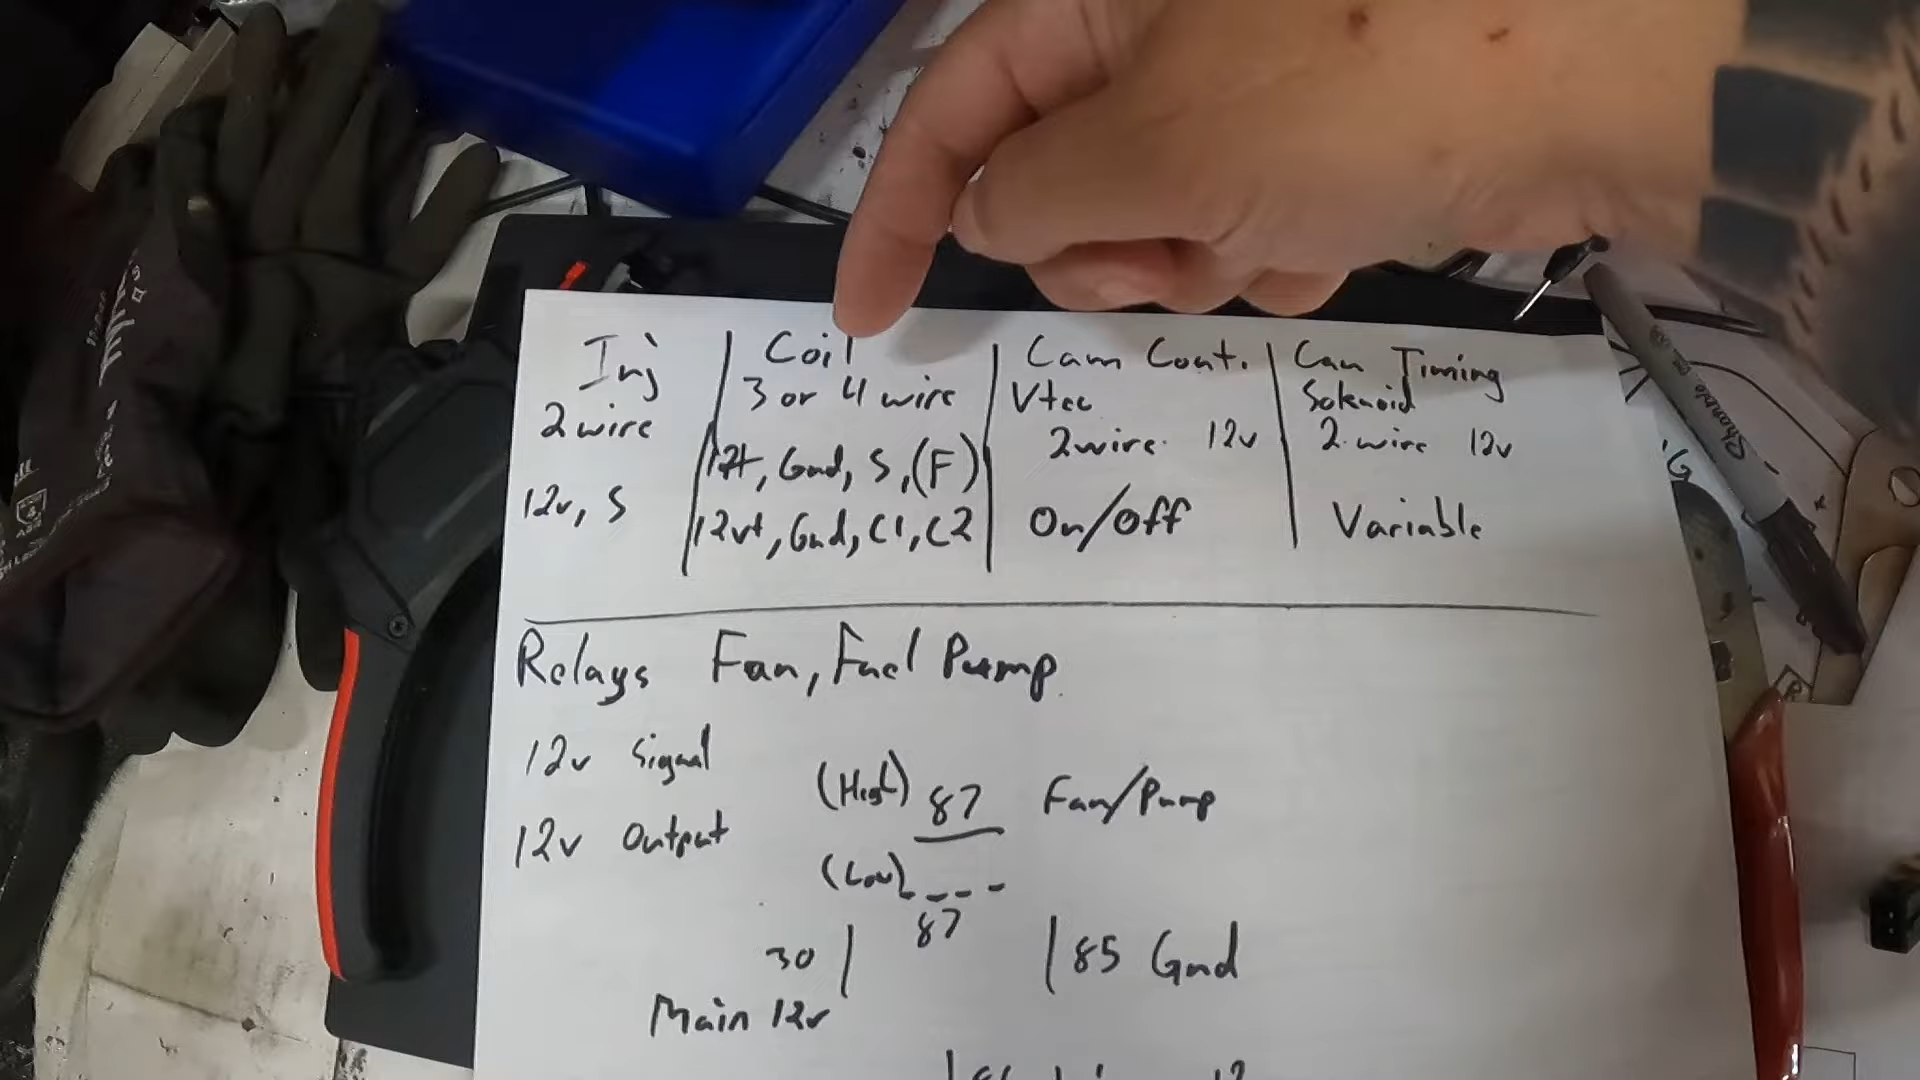 Inj
2 wire
12v, S
Coil
3 or 4 wire
12+, Gnd, S, (F)
12v+, Gnd, C1, C2
Cam Cont.
Vtec
2 wire 12v
On/Off
Cam Timing
Solenoid
2 wire 12v
Variable
Relays Fan, Fuel Pump
12v Signal
12v Output
(High) 87 Fan/Pump
(Low)
87
30
85 Gnd
Main 12v